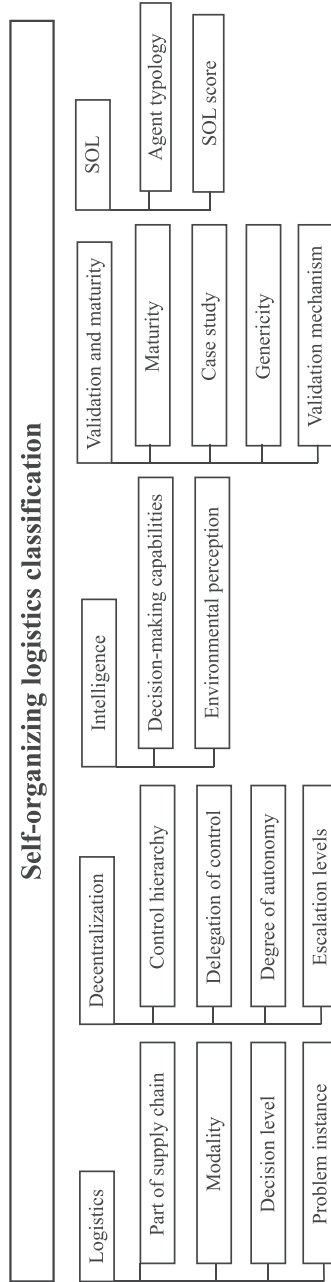 Self-organizing logistics classification
Logistics
Part of supply chain
Modality
Decision level
Problem instance
Decentralization
Control hierarchy
Delegation of control
Degree of autonomy
Escalation levels
Intelligence
Decision-making capabilities
Environmental perception
Validation and maturity
Maturity
Case study
Genericity
Validation mechanism
SOL
Agent typology
SOL score